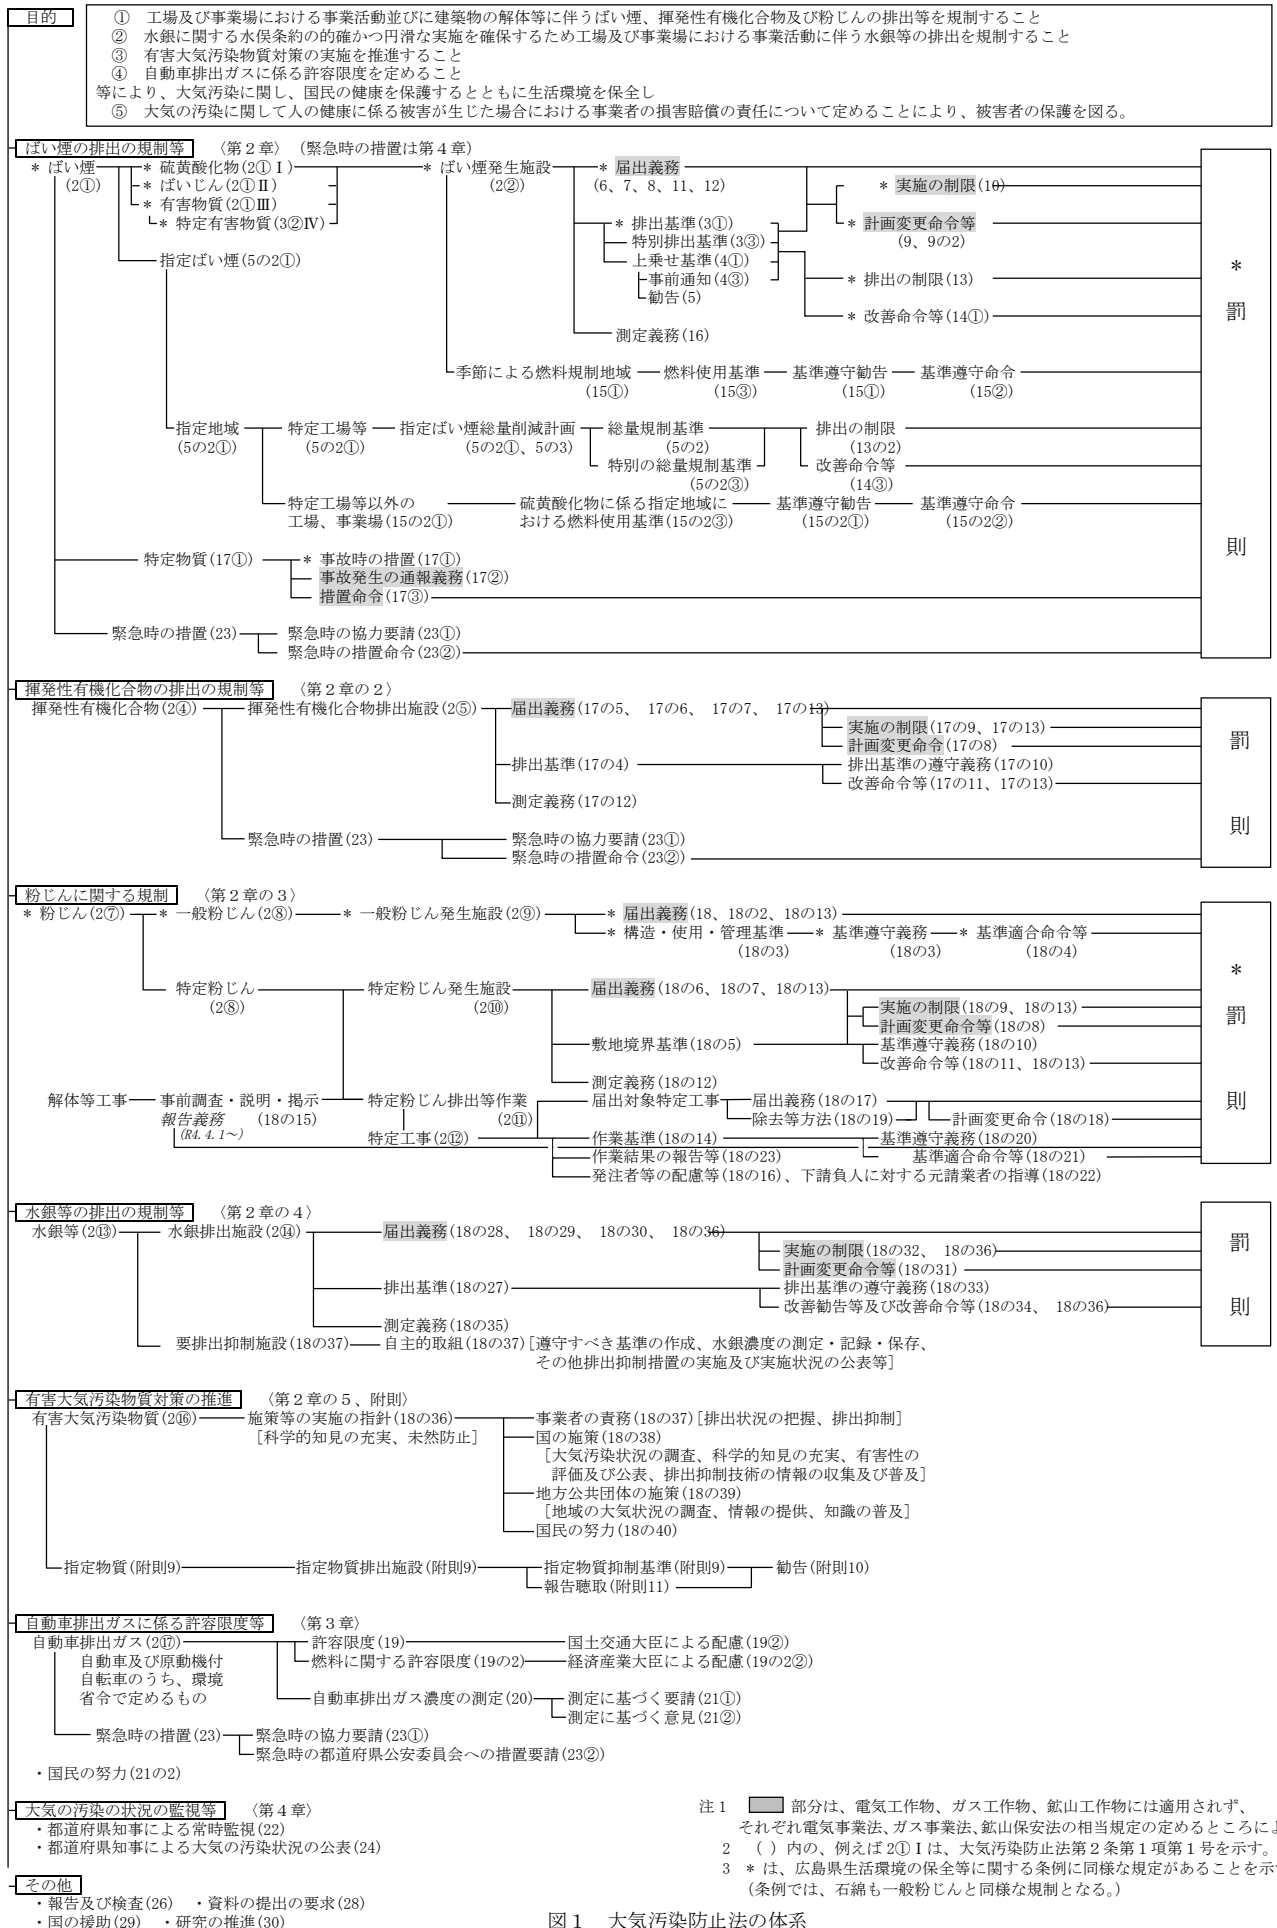 目的
① 工場及び事業場における事業活動並びに建築物の解体等に伴うばい煙、揮発性有機化合物及び粉じんの排出等を規制すること
② 水銀に関する水俣条約の的確かつ円滑な実施を確保するため工場及び事業場における事業活動に伴う水銀等の排出を規制すること
③ 有害大気汚染物質対策の実施を推進すること
④ 自動車排出ガスに係る許容限度を定めること
等により、大気汚染に関し、国民の健康を保護するとともに生活環境を保全し
⑤ 大気の汚染に関して人の健康に係る被害が生じた場合における事業者の損害賠償の責任について定めることにより、被害者の保護を図る。
ばい煙の排出の規制等 〈第2章〉(緊急時の措置は第4章)
* ばい煙 * 硫黄酸化物(2①Ⅰ) * ばい煙発生施設 * 届出義務
(2①) * ばいじん(2①Ⅱ) (2②) (6、7、8、11、12) * 実施の制限(10)
* 有害物質(2①Ⅲ)
* 特定有害物質(3②Ⅳ) * 排出基準(3①) * 計画変更命令等
特別排出基準(3③) (9、9の2)
指定ばい煙(5の2①) 上乗せ基準(4①)
事前通知(4③) * 排出の制限(13)
勧告(5)
* 改善命令等(14①)
測定義務(16)
季節による燃料規制地域 燃料使用基準 基準遵守勧告 基準遵守命令
(15①) (15③) (15①) (15②)
指定地域 特定工場等 指定ばい煙総量削減計画 総量規制基準 排出の制限
(5の2①) (5の2①) (5の2①、5の3) (5の2) (13の2)
特別の総量規制基準 改善命令等
(5の2③) (14③)
特定工場等以外の 硫黄酸化物に係る指定地域に 基準遵守勧告 基準遵守命令
工場、事業場(15の2①) おける燃料使用基準(15の2③) (15の2①) (15の2②)
特定物質(17①) * 事故時の措置(17①)
事故発生の通報義務(17②)
措置命令(17③)
緊急時の措置(23) 緊急時の協力要請(23①)
緊急時の措置命令(23②)
*
罰
則
揮発性有機化合物の排出の規制等 〈第2章の2〉
揮発性有機化合物(2④) 揮発性有機化合物排出施設(2⑤) 届出義務(17の5、 17の6、 17の7、 17の13)
実施の制限(17の9、17の13)
計画変更命令(17の8)
排出基準(17の4) 排出基準の遵守義務(17の10)
改善命令等(17の11、17の13)
測定義務(17の12)
緊急時の措置(23) 緊急時の協力要請(23①)
緊急時の措置命令(23②)
罰
則
粉じんに関する規制 〈第2章の3〉
* 粉じん(2⑦) * 一般粉じん(2⑧) * 一般粉じん発生施設(2⑨) * 届出義務(18、18の2、18の13)
* 構造・使用・管理基準 * 基準遵守義務 * 基準適合命令等
(18の3) (18の3) (18の4)
特定粉じん 特定粉じん発生施設 届出義務(18の6、18の7、18の13)
(2⑧) (2⑩) 実施の制限(18の9、18の13)
計画変更命令等(18の8)
敷地境界基準(18の5) 基準遵守義務(18の10)
改善命令等(18の11、18の13)
測定義務(18の12)
解体等工事 事前調査・説明・掲示 特定粉じん排出等作業 届出対象特定工事 届出義務(18の17)
報告義務 (18の15) (2⑪) 除去等方法(18の19) 計画変更命令(18の18)
(R4.4.1~) 特定工事(2⑫) 作業基準(18の14) 基準遵守義務(18の20)
作業結果の報告等(18の23) 基準適合命令等(18の21)
発注者等の配慮等(18の16)、下請負人に対する元請業者の指導(18の22)
*
罰
則
水銀等の排出の規制等 〈第2章の4〉
水銀等(2⑬) 水銀排出施設(2⑭) 届出義務(18の28、 18の29、 18の30、 18の36)
実施の制限(18の32、 18の36)
計画変更命令等(18の31)
排出基準(18の27) 排出基準の遵守義務(18の33)
改善勧告等及び改善命令等(18の34、 18の36)
測定義務(18の35)
要排出抑制施設(18の37) 自主的取組(18の37)[遵守すべき基準の作成、水銀濃度の測定・記録・保存、
その他排出抑制措置の実施及び実施状況の公表等]
罰
則
有害大気汚染物質対策の推進 〈第2章の5、附則〉
有害大気汚染物質(2⑯) 施策等の実施の指針(18の36) 事業者の責務(18の37)[排出状況の把握、排出抑制]
[科学的知見の充実、未然防止] 国の施策(18の38)
[大気汚染状況の調査、科学的知見の充実、有害性の
評価及び公表、排出抑制技術の情報の収集及び普及]
地方公共団体の施策(18の39)
[地域の大気状況の調査、情報の提供、知識の普及]
国民の努力(18の40)
指定物質(附則9) 指定物質排出施設(附則9) 指定物質抑制基準(附則9) 勧告(附則10)
報告聴取(附則11)
自動車排出ガスに係る許容限度等 〈第3章〉
自動車排出ガス(2⑰) 許容限度(19) 国土交通大臣による配慮(19②)
自動車及び原動機付 燃料に関する許容限度(19の2) 経済産業大臣による配慮(19の2②)
自転車のうち、環境
省令で定めるもの 自動車排出ガス濃度の測定(20) 測定に基づく要請(21①)
測定に基づく意見(21②)
緊急時の措置(23) 緊急時の協力要請(23①)
緊急時の都道府県公安委員会への措置要請(23②)
・国民の努力(21の2)
大気の汚染の状況の監視等 〈第4章〉
・都道府県知事による常時監視(22)
・都道府県知事による大気の汚染状況の公表(24)
その他
・報告及び検査(26) ・資料の提出の要求(28)
・国の援助(29) ・研究の推進(30)
注1 部分は、電気工作物、ガス工作物、鉱山工作物には適用されず、
それぞれ電気事業法、ガス事業法、鉱山保安法の相当規定の定めるところによ
2 ( )内の、例えば 2①Ⅰは、大気汚染防止法第2条第1項第1号を示す。
3 * は、広島県生活環境の保全等に関する条例に同様な規定があることを示
(条例では、石綿も一般粉じんと同様な規制となる。)
図1 大気汚染防止法の体系